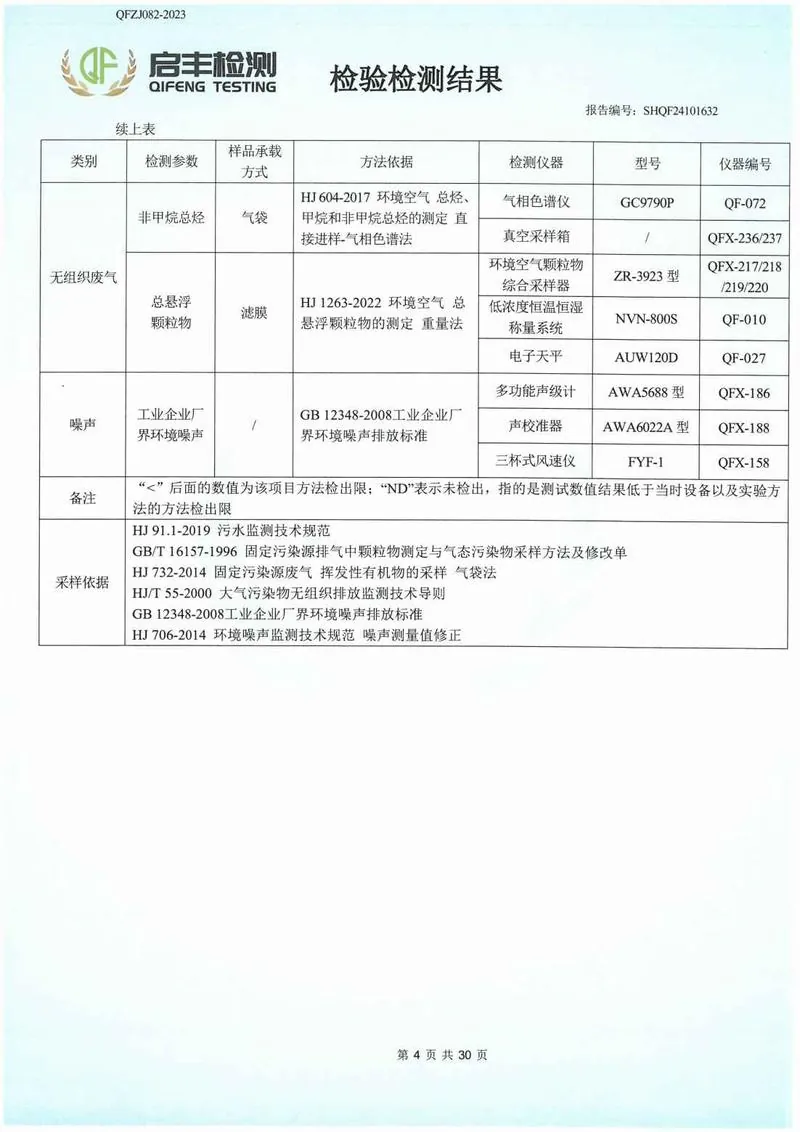 QFZJ082-2023
QF
启丰检测
QIFENG TESTING
检验检测结果
报告编号：SHQF24101632
续上表
类别 检测参数 样品承载方式 方法依据 检测仪器 型号 仪器编号
无组织废气
非甲烷总烃
气袋
HJ 604-2017 环境空气 总烃、
甲烷和非甲烷总烃的测定 直
接进样-气相色谱法
气相色谱仪 GC9790P QF-072
真空采样箱 / QFX-236/237
总悬浮
颗粒物
滤膜
HJ 1263-2022 环境空气 总
悬浮颗粒物的测定 重量法
环境空气颗粒物
综合采样器
ZR-3923 型
QFX-217/218
/219/220
低浓度恒温恒湿
称量系统
NVN-800S QF-010
电子天平 AUW120D QF-027
噪声
工业企业厂
界环境噪声
/
GB 12348-2008工业企业厂
界环境噪声排放标准
多功能声级计 AWA5688 型 QFX-186
声校准器 AWA6022A 型 QFX-188
三杯式风速仪 FYF-1 QFX-158
备注
“<”后面的数值为该项目方法检出限；“ND”表示未检出，指的是测试数值结果低于当时设备以及实验方
法的方法检出限
采样依据
HJ 91.1-2019 污水监测技术规范
GB/T 16157-1996 固定污染源排气中颗粒物测定与气态污染物采样方法及修改单
HJ 732-2014 固定污染源废气 挥发性有机物的采样 气袋法
HJ/T 55-2000 大气污染物无组织排放监测技术导则
GB 12348-2008工业企业厂界环境噪声排放标准
HJ 706-2014 环境噪声监测技术规范 噪声测量值修正
第 4 页 共 30 页